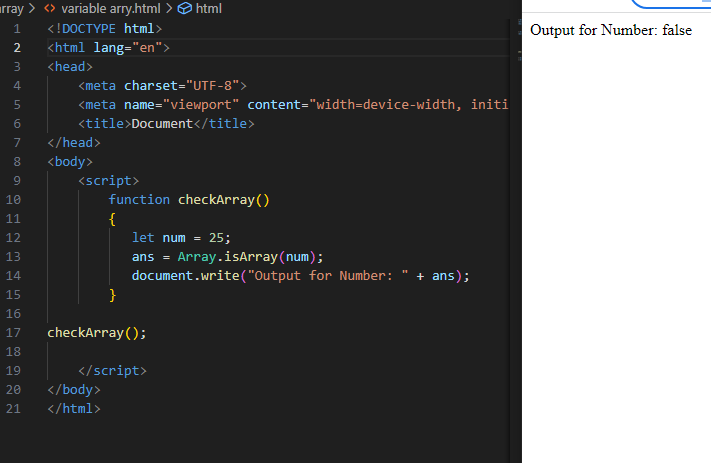 rray > <> variable arry.html > html
1 <!DOCTYPE html>
2 <html lang="en">
3 <head>
4 <meta charset="UTF-8">
5 <meta name="viewport" content="width=device-width, initi
6 <title>Document</title>
7 </head>
8 <body>
9 <script>
10 function checkArray()
11 {
12 let num = 25;
13 ans = Array.isArray(num);
14 document.write("Output for Number: " + ans);
15 }
16
17 checkArray();
18
19 </script>
20 </body>
21 </html>
Output for Number: false